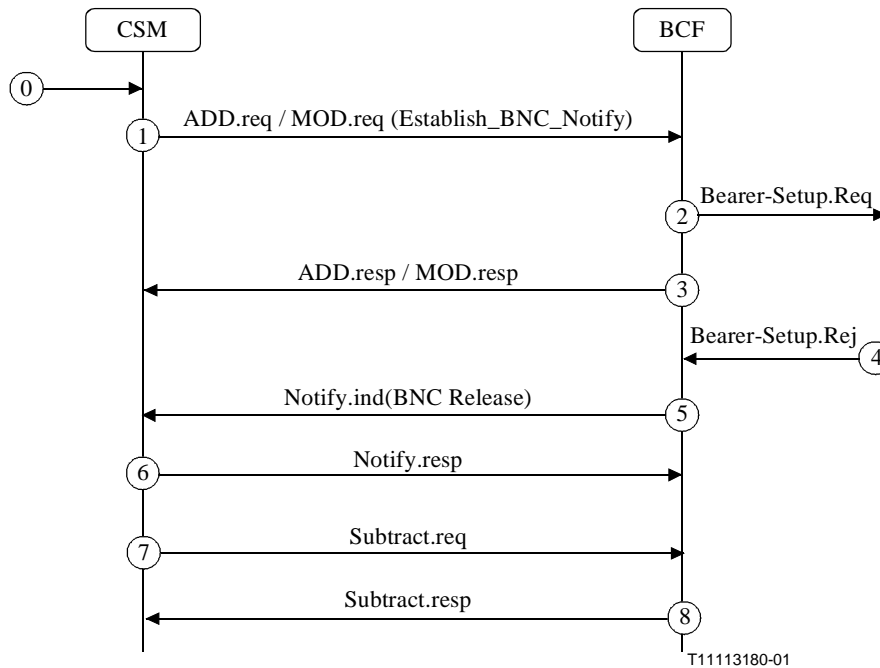 CSM
BCF
0
1
ADD.req / MOD.req (Establish_BNC_Notify)
2
Bearer-Setup.Req
ADD.resp / MOD.resp
3
Bearer-Setup.Rej
4
Notify.ind(BNC Release)
5
6
Notify.resp
7
Subtract.req
Subtract.resp
8
T11113180-01